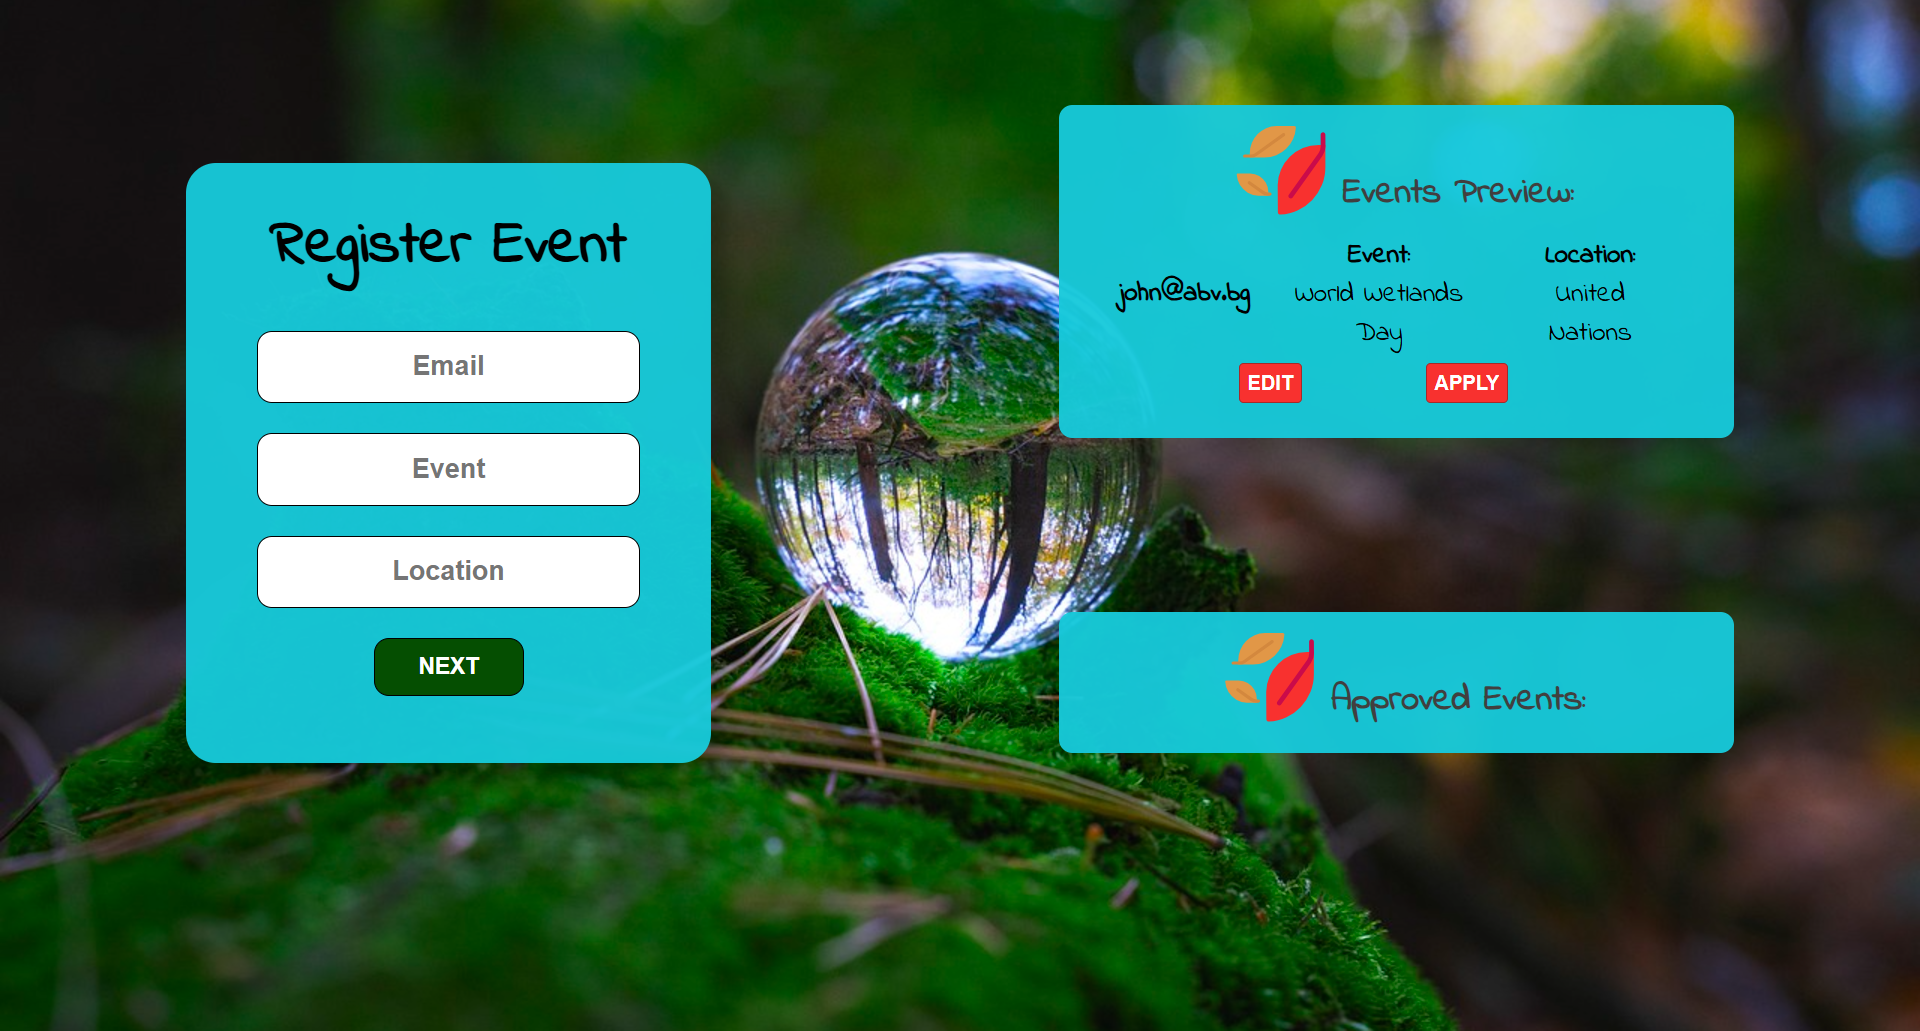 Register Event
Email
Event
Location
NEXT
Events Preview:
john@abv.bg
Event:
World Wetlands
Day
Location:
United
Nations
EDIT
APPLY
Approved Events: